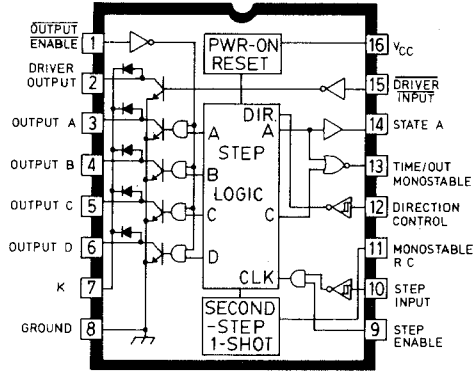 OUTPUT
ENABLE
1
DRIVER
OUTPUT
2
OUTPUT A
3
OUTPUT B
4
OUTPUT C
5
OUTPUT D
6
K
7
GROUND
8
PWR-ON
RESET
DIR.
A
A
STEP
B
LOGIC
C
C
D
CLK
SECOND
-STEP
1-SHOT
16
VCC
15
DRIVER
INPUT
14
STATE A
13
TIME/OUT
MONOSTABLE
12
DIRECTION
CONTROL
11
MONOSTABLE
R C
10
STEP
INPUT
9
STEP
ENABLE